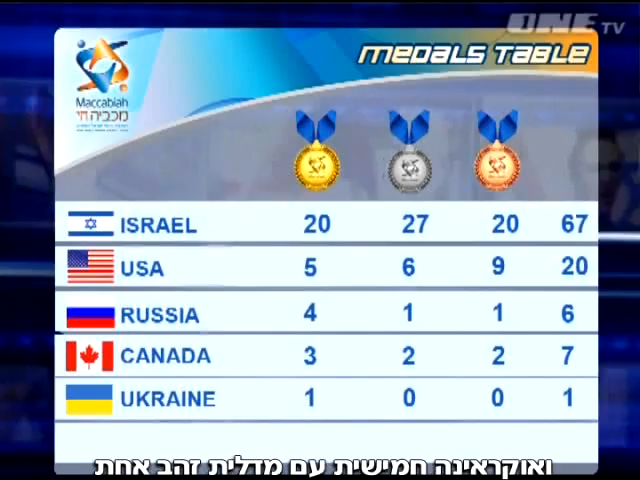 ONE TV
MEDALS TABLE
Maccabiah
מכביה חי
ISRAEL 20 27 20 67
USA 5 6 9 20
RUSSIA 4 1 1 6
CANADA 3 2 2 7
UKRAINE 1 0 0 1
ואוקראינה חמישית עם מדלית זהב אחת